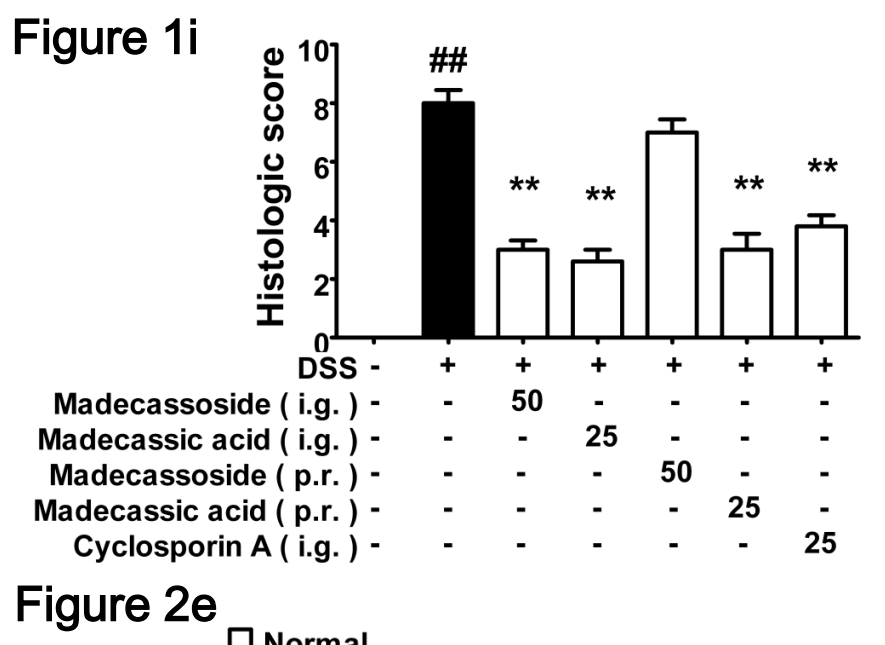 Figure 1i
Histologic score
10
##
8
6
** ** ** **
4
2
0
DSS - + + + + + +
Madecassoside ( i.g. ) - - 50 - - - -
Madecassic acid ( i.g. ) - - - 25 - - -
Madecassoside ( p.r. ) - - - - 50 - -
Madecassic acid ( p.r. ) - - - - - 25 -
Cyclosporin A ( i.g. ) - - - - - - 25
Figure 2e
Normal